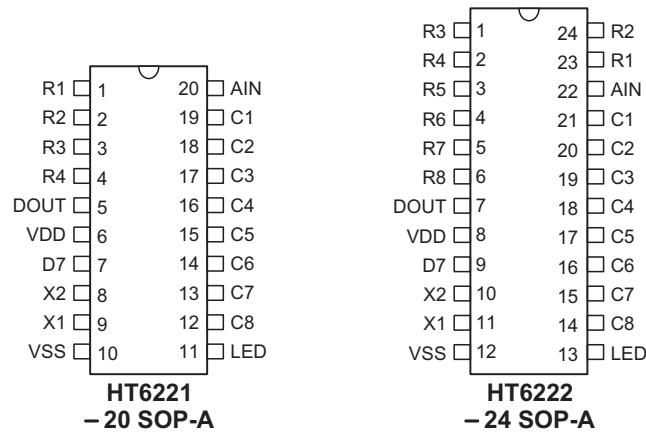 R1 1 20 AIN
R2 2 19 C1
R3 3 18 C2
R4 4 17 C3
DOUT 5 16 C4
VDD 6 15 C5
D7 7 14 C6
X2 8 13 C7
X1 9 12 C8
VSS 10 11 LED
HT6221
– 20 SOP-A
R3 1 24 R2
R4 2 23 R1
R5 3 22 AIN
R6 4 21 C1
R7 5 20 C2
R8 6 19 C3
DOUT 7 18 C4
VDD 8 17 C5
D7 9 16 C6
X2 10 15 C7
X1 11 14 C8
VSS 12 13 LED
HT6222
– 24 SOP-A